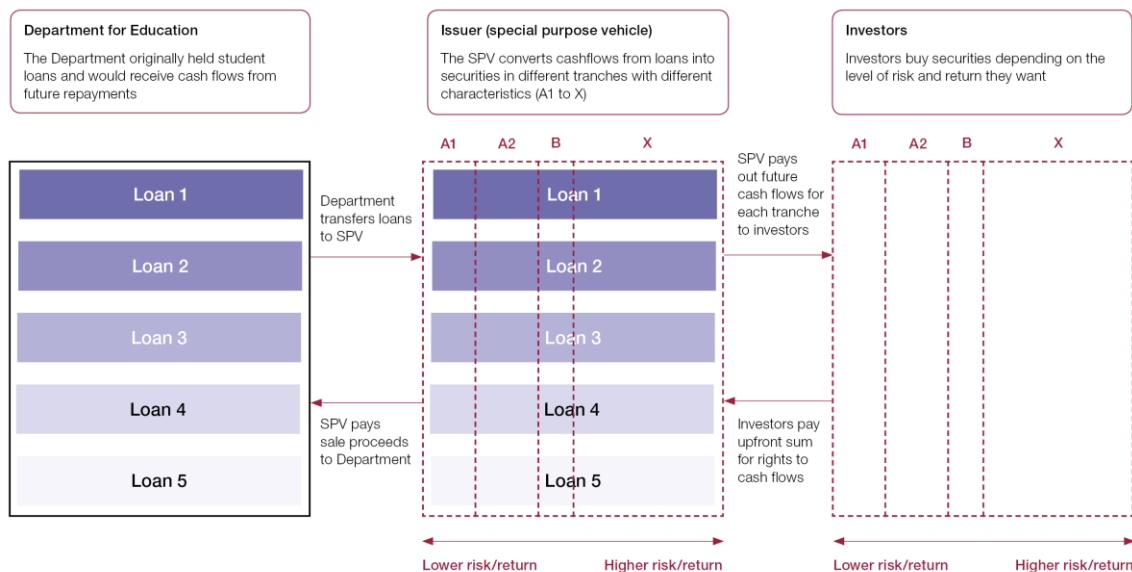 Department for Education
The Department originally held student
loans and would receive cash flows from
future repayments
Issuer (special purpose vehicle)
The SPV converts cashflows from loans into
securities in different tranches with different
characteristics (A1 to X)
Investors
Investors buy securities depending on the
level of risk and return they want
Loan 1
Loan 2
Loan 3
Loan 4
Loan 5
Department
transfers loans
to SPV
SPV pays
sale proceeds
to Department
A1 A2 B X
Loan 1
Loan 2
Loan 3
Loan 4
Loan 5
Lower risk/return Higher risk/return
SPV pays
out future
cash flows for
each tranche
to investors
Investors pay
upfront sum
for rights to
cash flows
A1 A2 B X
Lower risk/return Higher risk/return